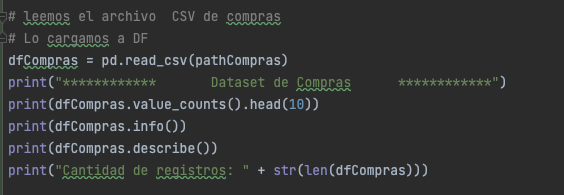 # leemos el archivo  CSV de compras
# Lo cargamos a DF
dfCompras = pd.read_csv(pathCompras)
print("************       Dataset de Compras      ************")
print(dfCompras.value_counts().head(10))
print(dfCompras.info())
print(dfCompras.describe())
print("Cantidad de registros: " + str(len(dfCompras)))